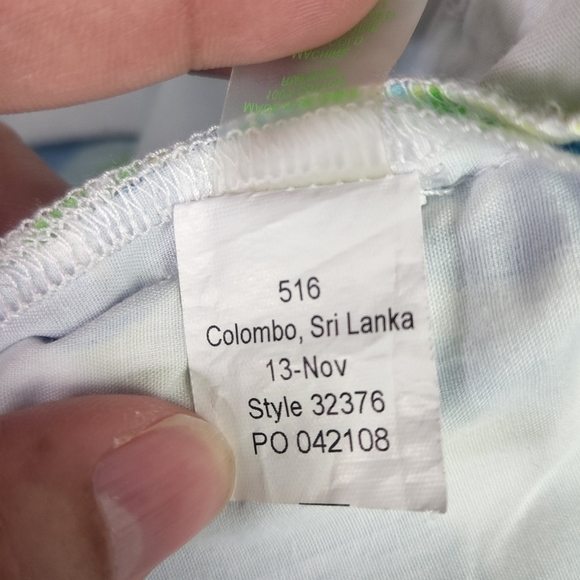 516
Colombo, Sri Lanka
13-Nov
Style 32376
PO 042108